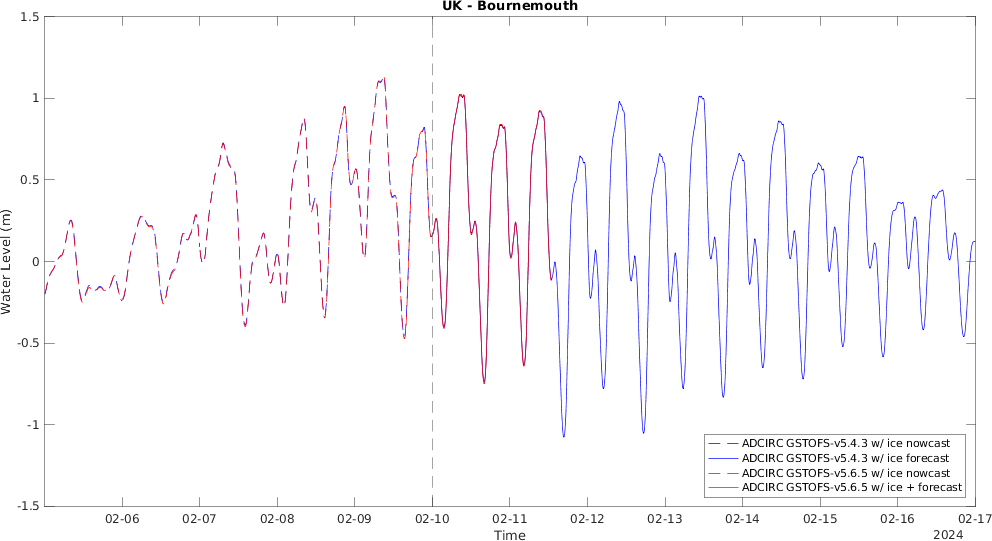 UK - Bournemouth
1.5
1
0.5
0
-0.5
-1
-1.5
Water Level (m)
ADCIRC GSTOFS-v5.4.3 w/ ice nowcast
ADCIRC GSTOFS-v5.4.3 w/ ice forecast
ADCIRC GSTOFS-v5.6.5 w/ ice nowcast
ADCIRC GSTOFS-v5.6.5 w/ ice + forecast
02-06 02-07 02-08 02-09 02-10 02-11 02-12 02-13 02-14 02-15 02-16 02-17
Time
2024